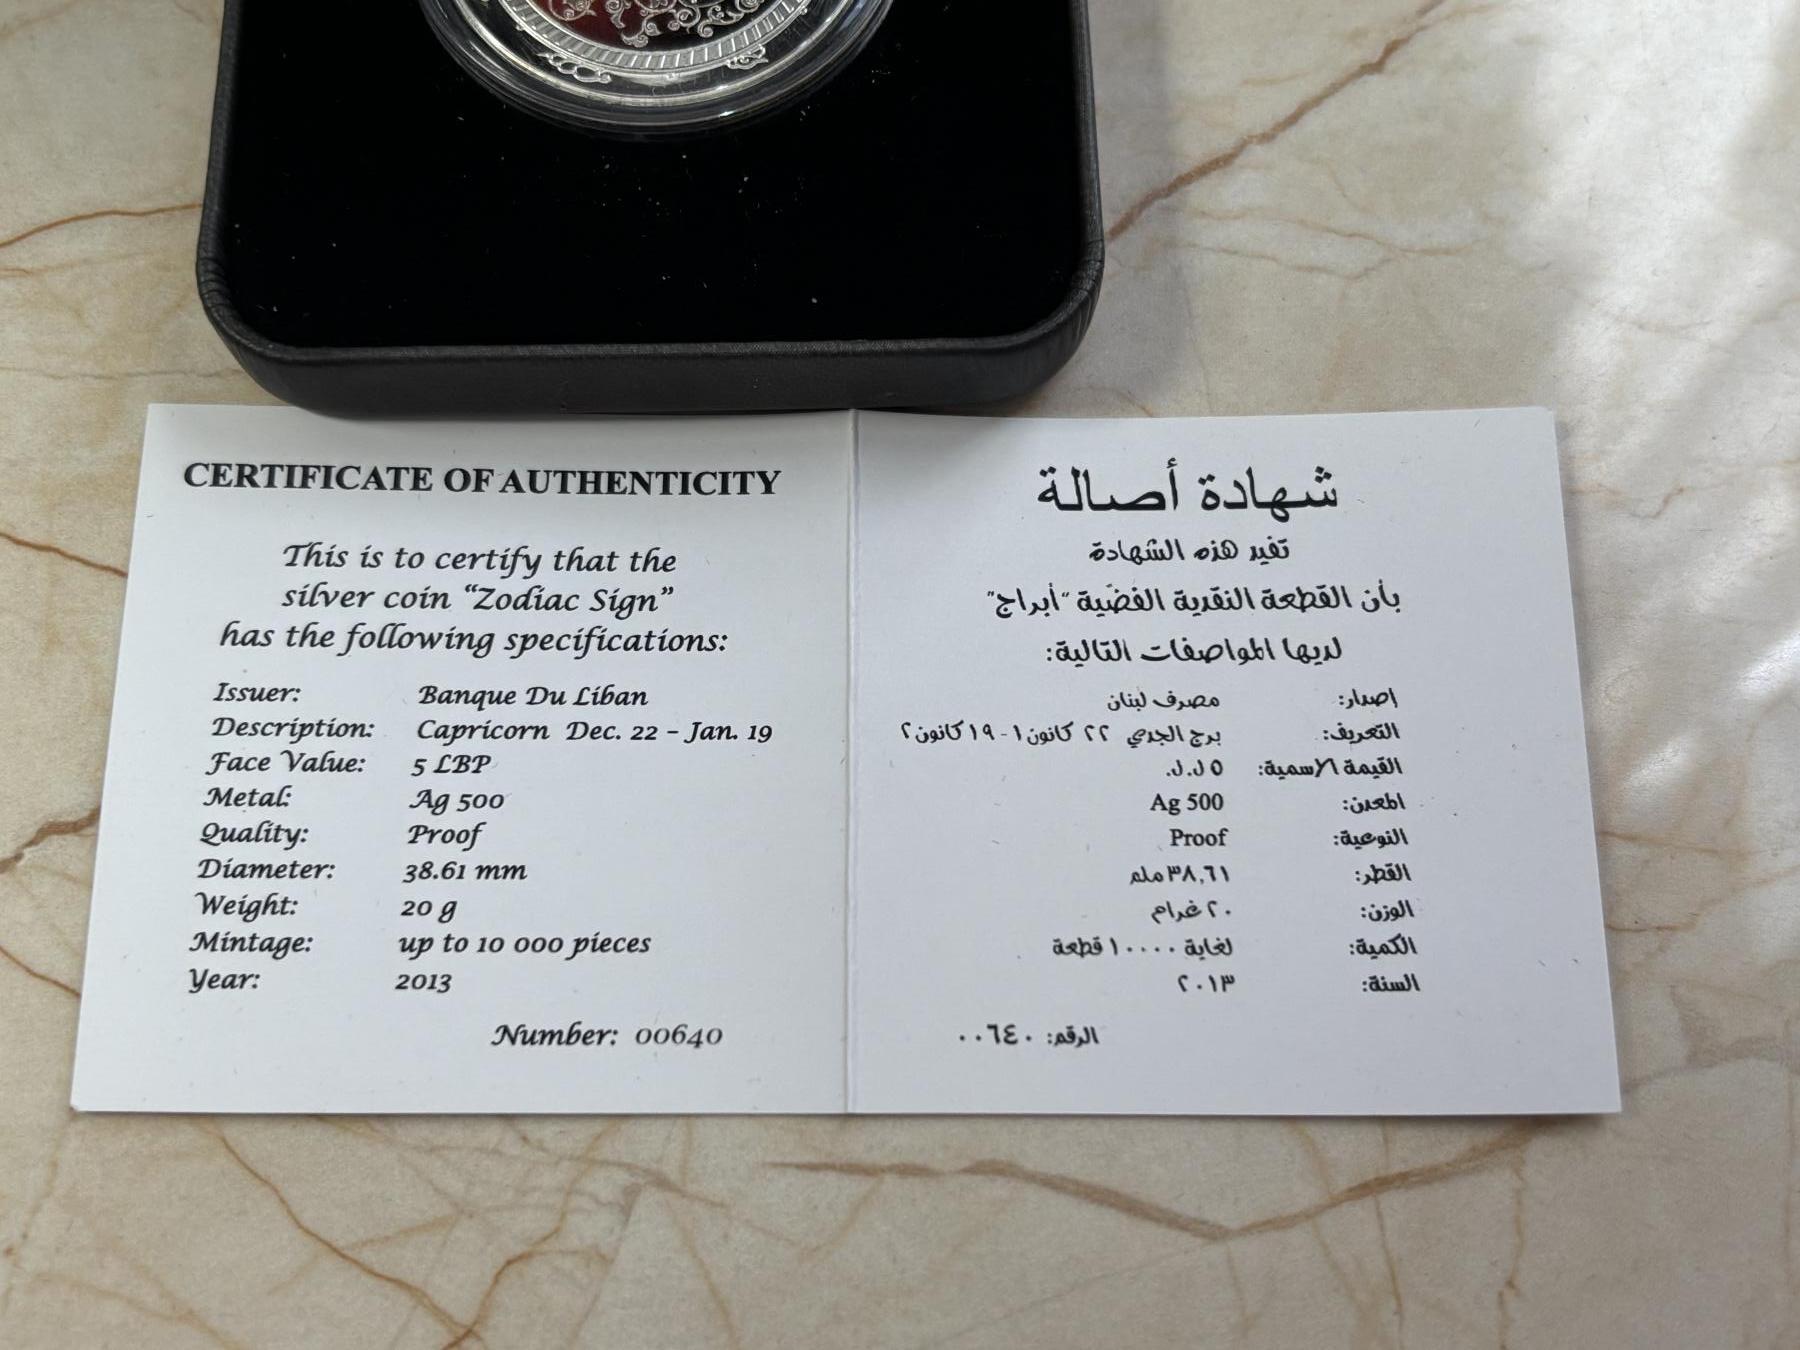 CERTIFICATE OF AUTHENTICITY
This is to certify that the
silver coin “Zodiac Sign”
has the following specifications:
Issuer: Banque Du Liban
Description: Capricorn Dec. 22 – Jan. 19
Face Value: 5 LBP
Metal: Ag 500
Quality: Proof
Diameter: 38.61 mm
Weight: 20 g
Mintage: up to 10 000 pieces
Year: 2013
Number: 00640
شهادة أصالة
تفيد هذه الشهادة
بأن القطعة النقدية الفضية "أبراج"
لديها المواصفات التالية:
إصدار: مصرف لبنان
التعريف: برج الجدي ٢٢ كانون١ - ١٩ كانون٢
القيمة الاسمية: ٥ ل.ل.
المعدن: Ag 500
النوعية: Proof
القطر: ٣٨,٦١ ملم
الوزن: ٢٠ غرام
الكمية: لغاية ١٠٠٠٠ قطعة
السنة: ٢٠١٣
الرقم: ٠٠٦٤٠